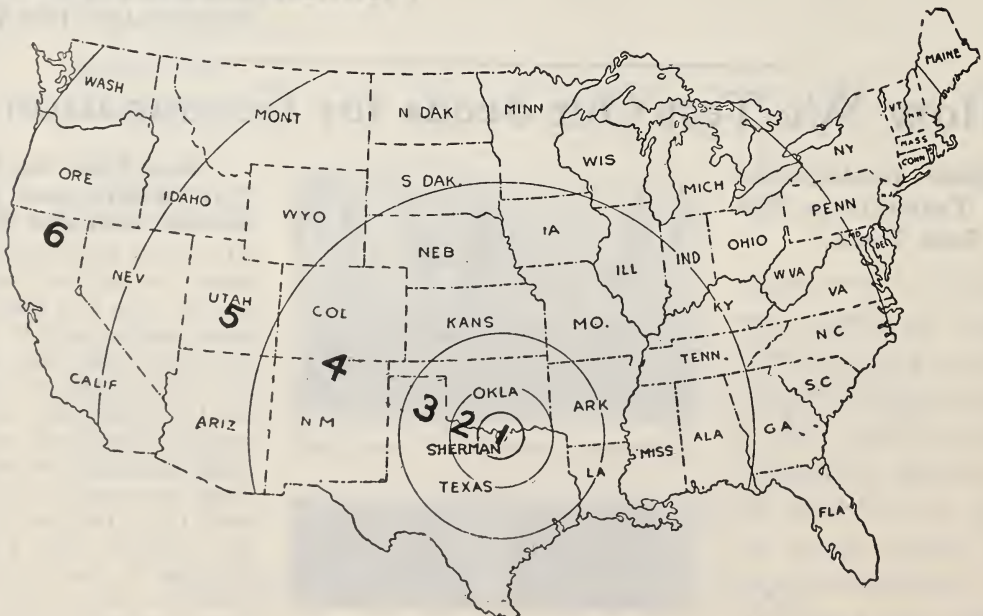 WASH
MONT
N. DAK
MINN
MAINE
VT
MASS
CONN
NY
ORE
IDAHO
S DAK.
WIS
MICH
WYO
PENN
6
NEV
NEB
IA
OHIO
MD
DEL
UTAH
5
COL
ILL
IND
W VA
VA
KANS
MO.
KY
4
TENN.
N C
CALIF
3
OKLA
ARK
S.C
ARIZ
N M
2
1
SHERMAN
MISS
ALA
GA.
TEXAS
LA
FLA